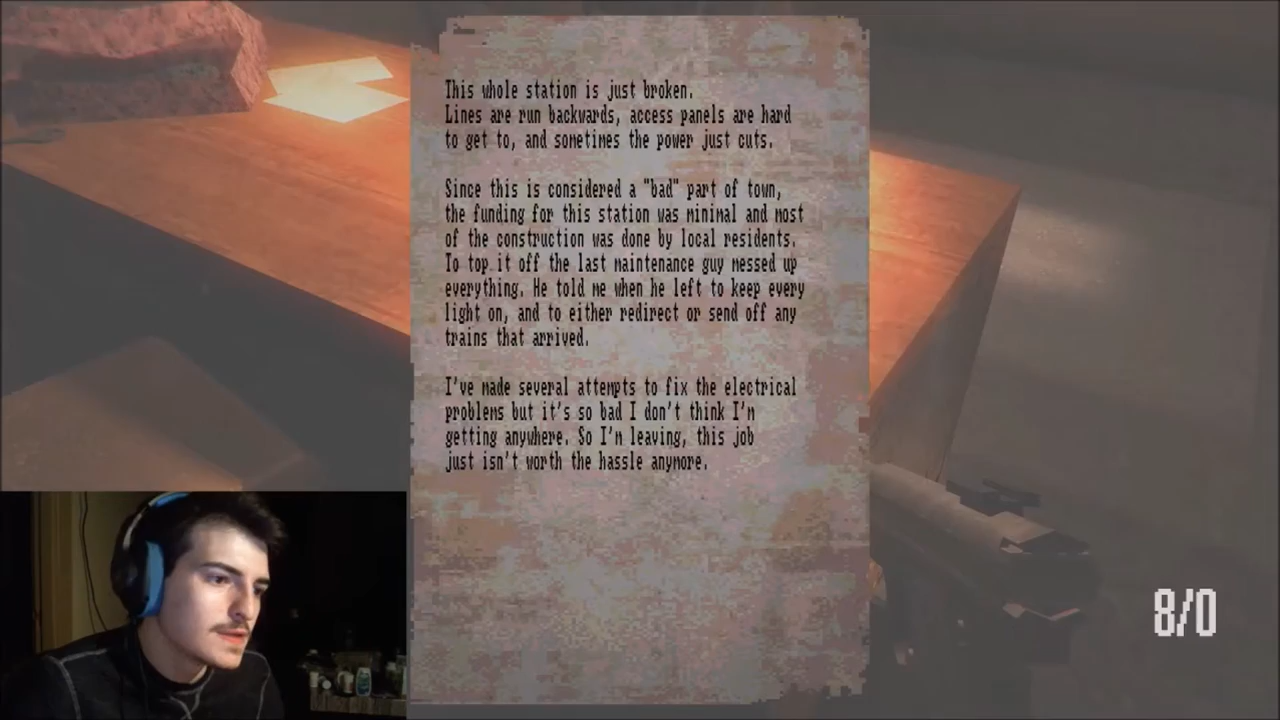 This whole station is just broken.
Lines are run backwards, access panels are hard
to get to, and sometimes the power just cuts.
Since this is considered a "bad" part of town,
the funding for this station was minimal and most
of the construction was done by local residents.
To top it off the last maintenance guy messed up
everything. He told me when he left to keep every
light on, and to either redirect or send off any
trains that arrived.
I've made several attempts to fix the electrical
problems but it's so bad I don't think I'm
getting anywhere. So I'm leaving, this job
just isn't worth the hassle anymore.
8/0